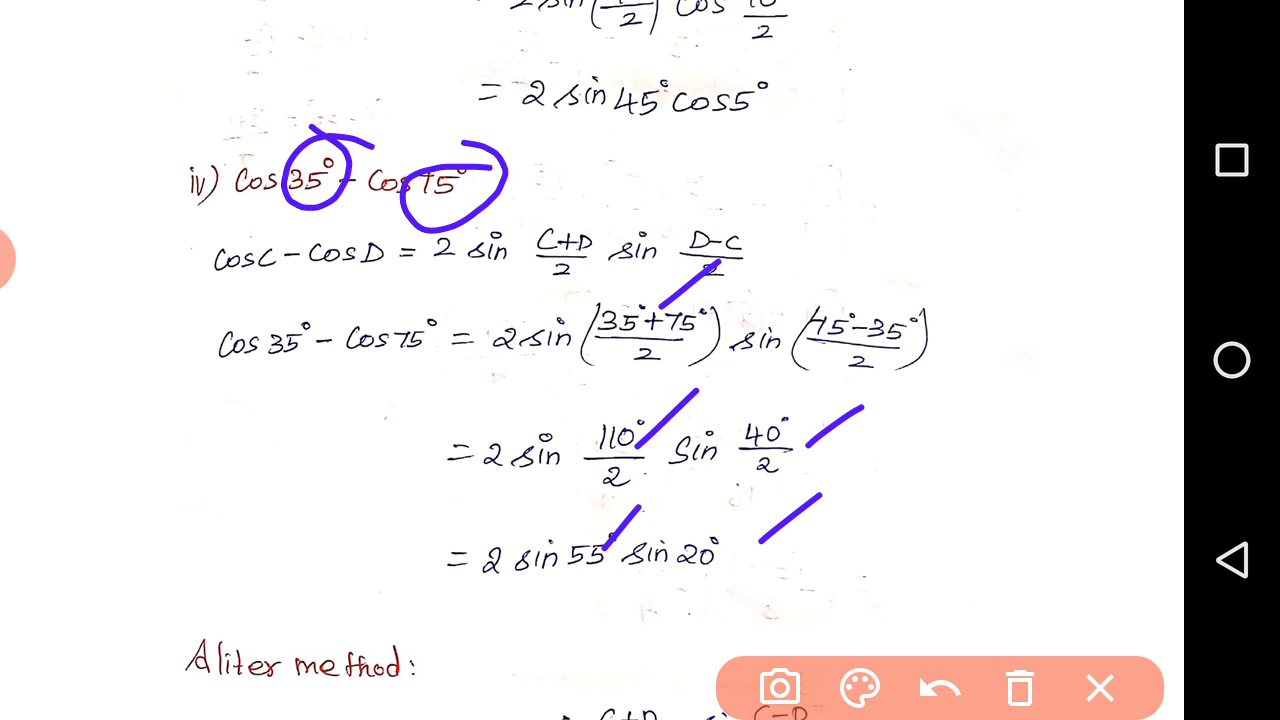 = 2 sin 45° cos 5°
iv) Cos 35° - Cos 75°
COSC - COSD = 2 sin C+D/2 sin D-C/2
Cos 35° - Cos 75° = 2 sin (35°+75°/2) sin (75°-35°/2)
= 2 sin 110°/2 Sin 40°/2
= 2 sin 55° sin 20°
Aliter method:
C+D C-D